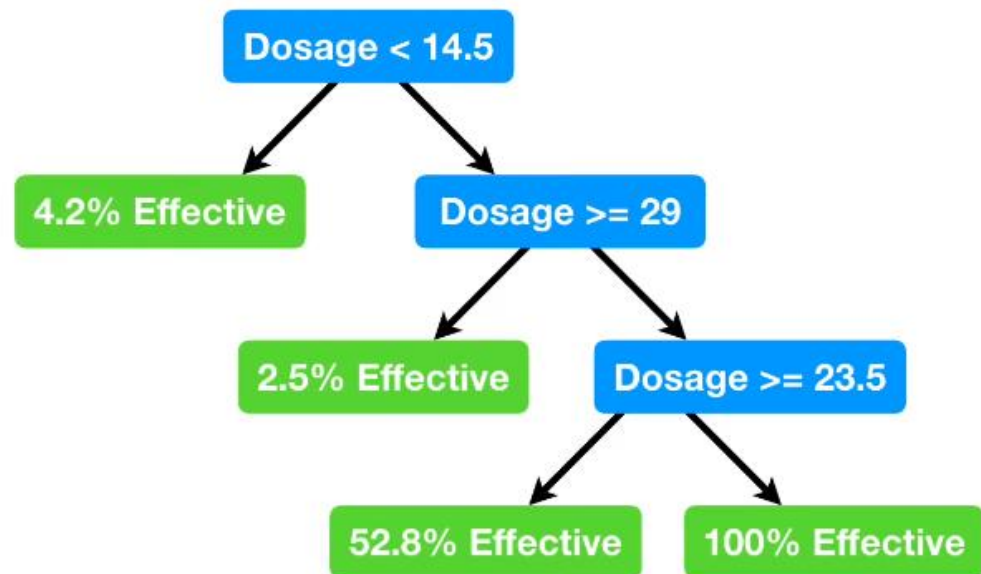 Dosage < 14.5
4.2% Effective
Dosage >= 29
2.5% Effective
Dosage >= 23.5
52.8% Effective
100% Effective